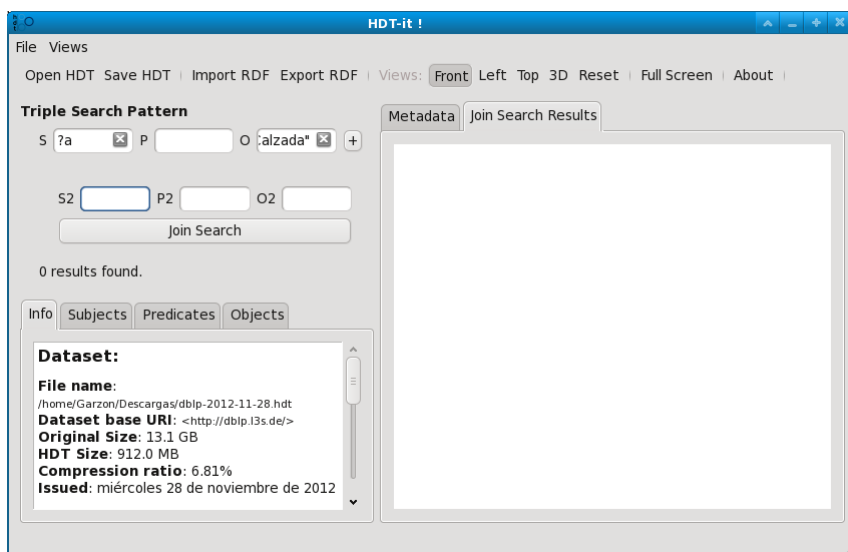 HDT-it !
File Views
Open HDT Save HDT Import RDF Export RDF Views: Front Left Top 3D Reset Full Screen About
Triple Search Pattern
S ?a P O Calzada" +
S2 P2 O2
Join Search
0 results found.
Info Subjects Predicates Objects
Dataset:
File name:
/home/Garzon/Descargas/dblp-2012-11-28.hdt
Dataset base URI: <http://dblp.l3s.de/>
Original Size: 13.1 GB
HDT Size: 912.0 MB
Compression ratio: 6.81%
Issued: miércoles 28 de noviembre de 2012
Metadata Join Search Results